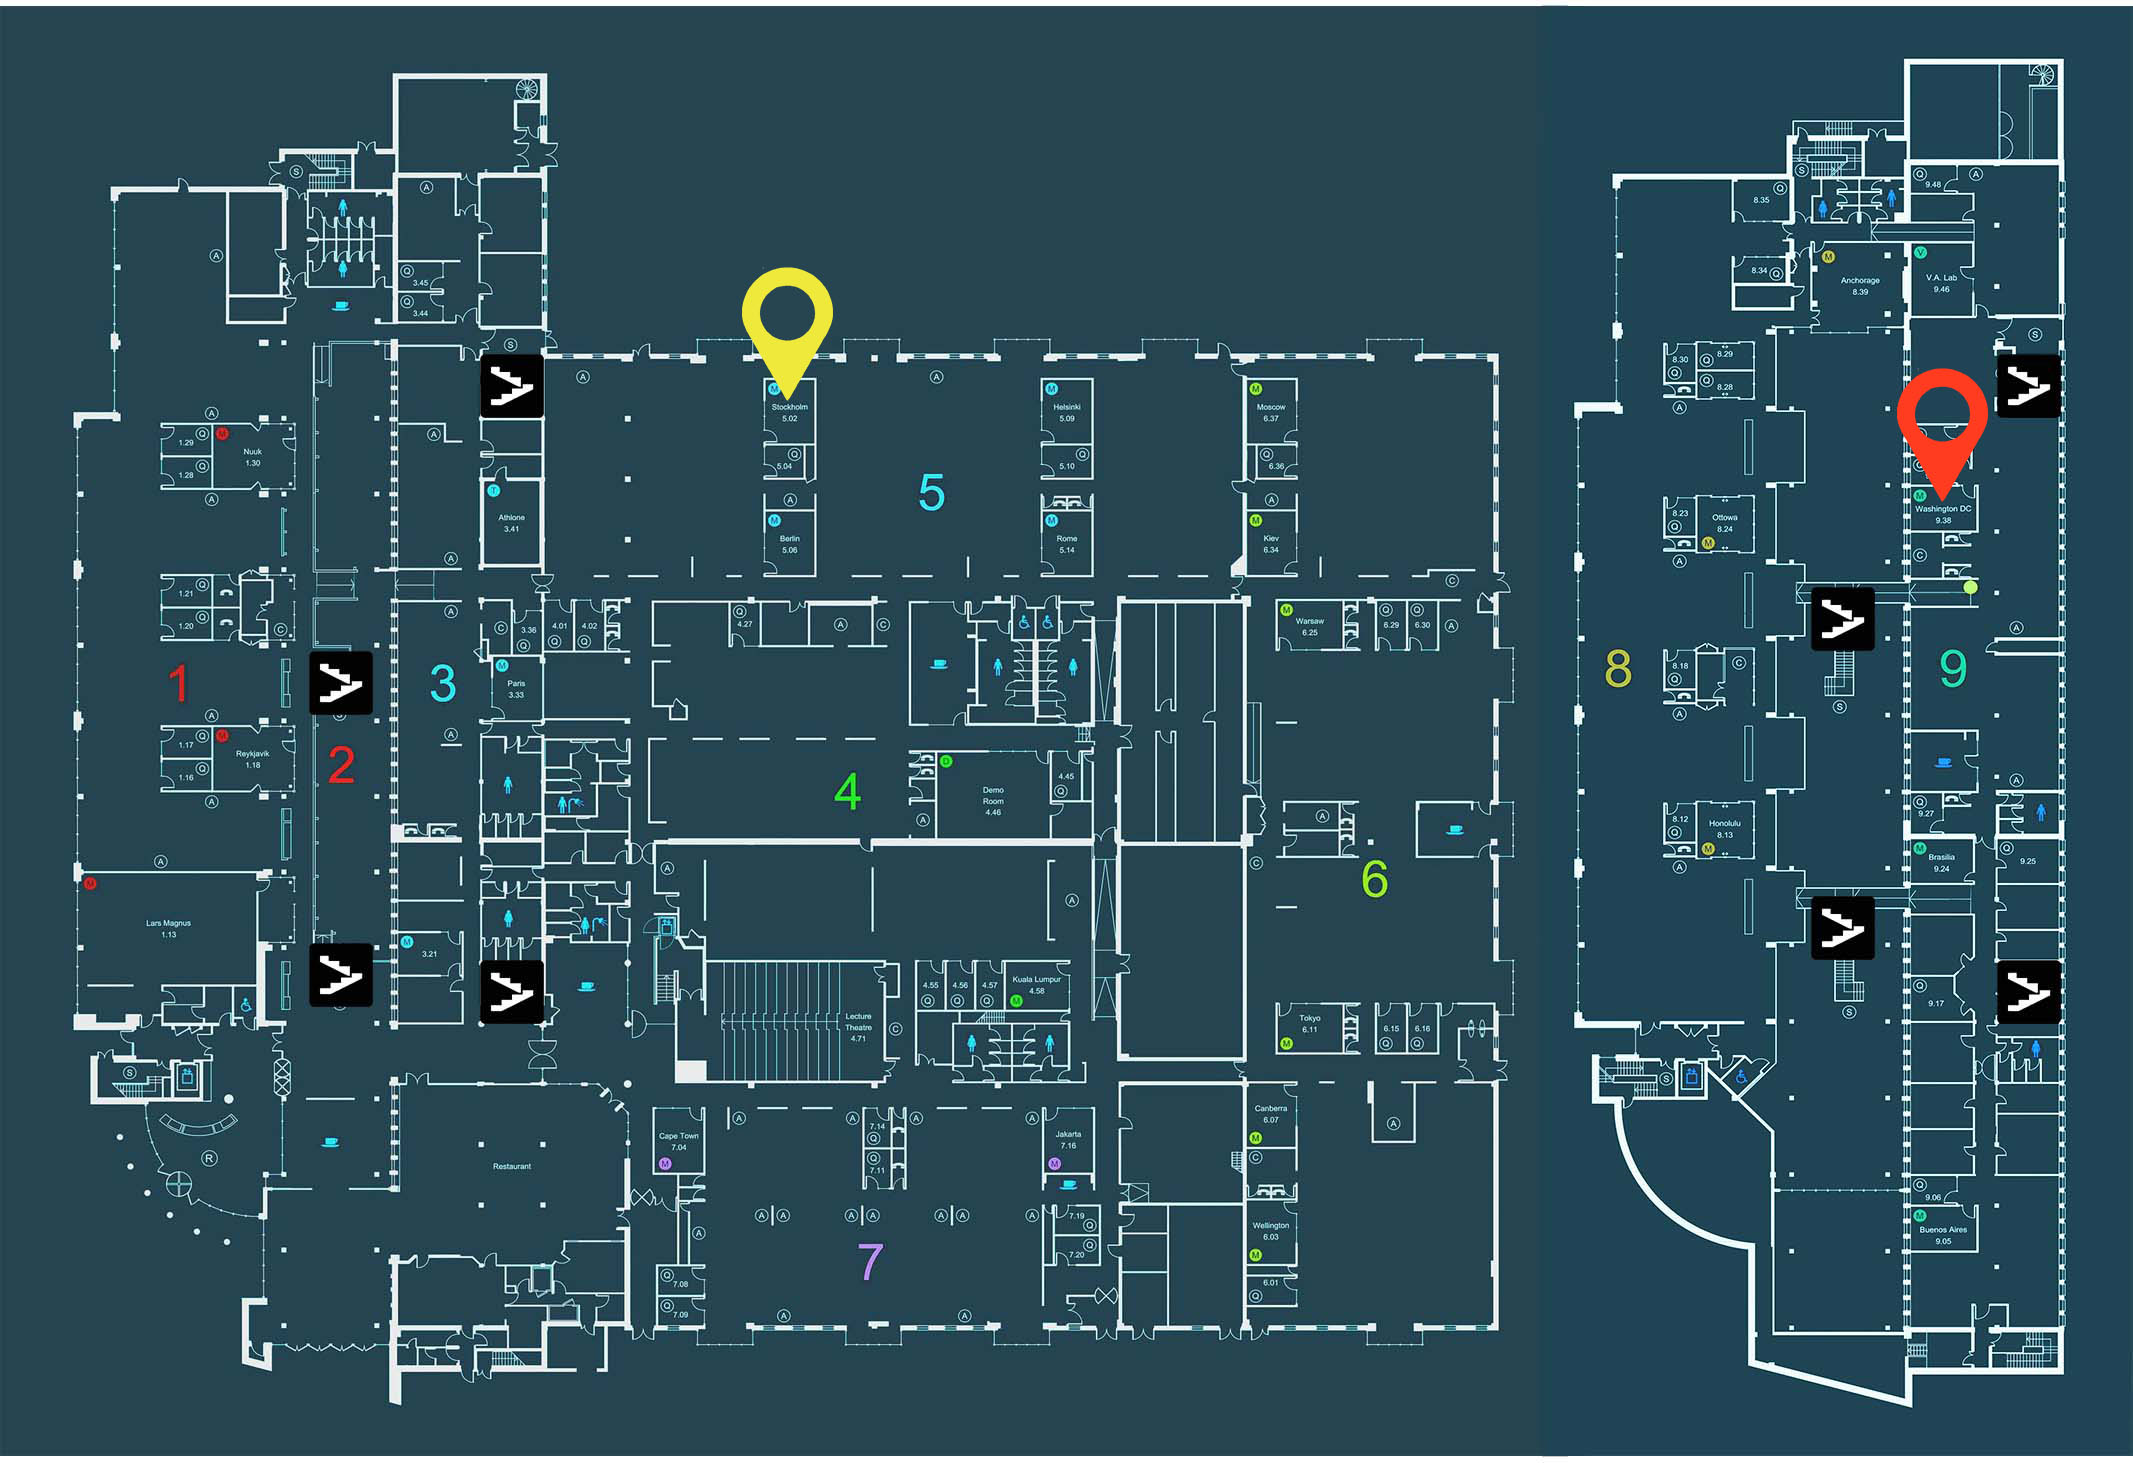 S
A
A
Q
3.45
Q
3.44
S
A
A
A
A
Q
1.29
M
Nuuk
1.30
Q
1.28
A
T
Athlone
3.41
A
M
Stockholm
5.02
Q
5.04
A
M
Berlin
5.06
5
M
Helsinki
5.09
Q
5.10
M
Rome
5.14
M
Moscow
6.37
Q
6.36
A
M
Kiev
6.34
C
1.21
Q
1.20
Q
C
A
C
3.36
Q
4.01
Q
4.02
Q
Q
4.27
A
C
M
Warsaw
6.25
Q
6.29
Q
6.30
A
1
2
3
M
Paris
3.33
A
A
Q
1.17
M
Reykjavik
1.18
Q
1.16
A
4
D
Demo
Room
4.46
4.45
Q
A
A
A
M
Lars Magnus
1.13
M
3.21
A
A
C
6
4.55
Q
4.56
Q
4.57
Q
Kuala Lumpur
4.58
M
Lecture
Theatre
4.71
C
Tokyo
6.11
M
6.15
Q
6.16
Q
S
R
Restaurant
Cape Town
7.04
M
A
A
7.14
Q
7.11
Q
A
A
Jakarta
7.16
M
Canberra
6.07
M
C
A
A
A
A
A
A
A
A
A
7.19
Q
7.20
Q
Wellington
6.03
M
6.01
Q
7
Q
7.08
Q
7.09
A
A
S
8.35
Q
Q
9.48
A
8.34
Q
M
Anchorage
8.39
V
V.A. Lab
9.46
S
8.30
Q
Q
8.29
Q
8.28
A
M
Washington DC
9.38
8.23
Q
Ottowa
8.24
M
A
C
A
8
8.18
Q
C
A
S
9
A
8.12
Q
Honolulu
8.13
M
A
Q
9.27
M
Brasilia
9.24
Q
9.25
Q
9.17
S
S
Q
9.06
M
Buenos Aires
9.05